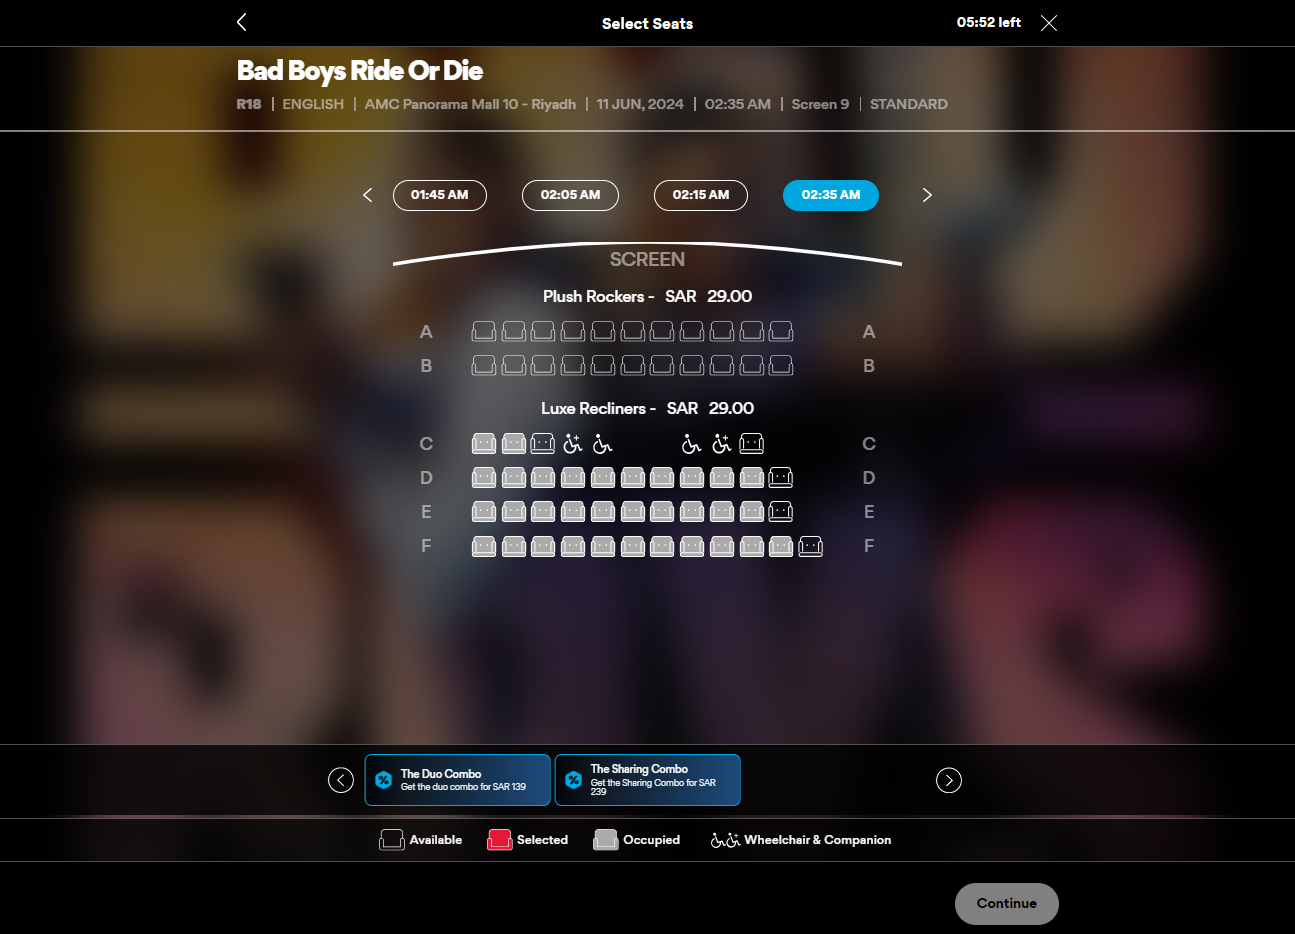 Select Seats
05:52 left
Bad Boys Ride Or Die
R18 | ENGLISH | AMC Panorama Mall 10 - Riyadh | 11 JUN, 2024 | 02:35 AM | Screen 9 | STANDARD
01:45 AM
02:05 AM
02:15 AM
02:35 AM
SCREEN
Plush Rockers - SAR 29.00
A A
B B
Luxe Recliners - SAR 29.00
C C
D D
E E
F F
The Duo Combo
Get the duo combo for SAR 139
The Sharing Combo
Get the Sharing Combo for SAR
239
Available
Selected
Occupied
Wheelchair & Companion
Continue